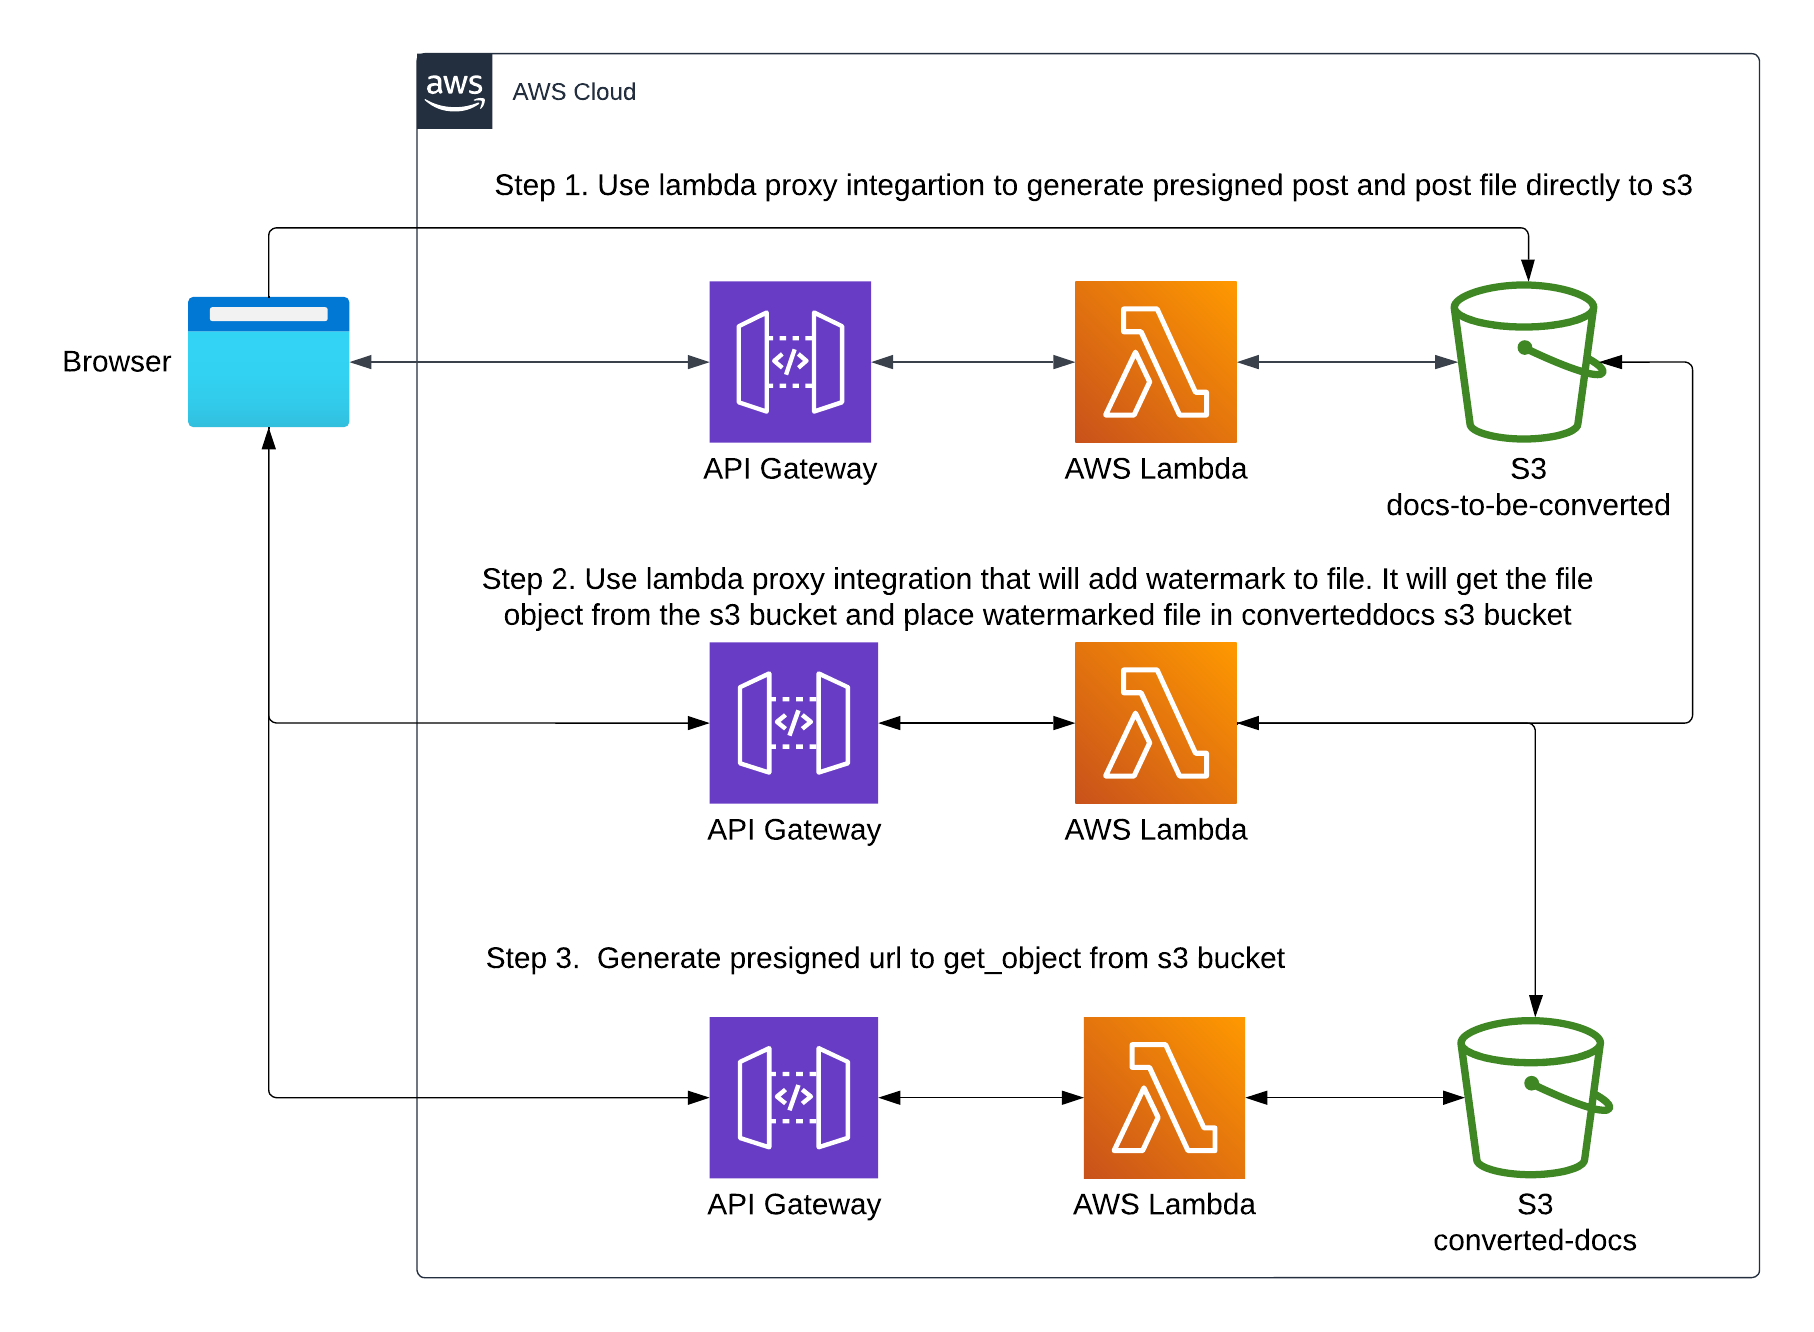 aws
AWS Cloud
Step 1. Use lambda proxy integartion to generate presigned post and post file directly to s3
Browser
</>
API Gateway
AWS Lambda
S3
docs-to-be-converted
Step 2. Use lambda proxy integration that will add watermark to file. It will get the file
object from the s3 bucket and place watermarked file in converteddocs s3 bucket
</>
API Gateway
AWS Lambda
Step 3.  Generate presigned url to get_object from s3 bucket
</>
API Gateway
AWS Lambda
S3
converted-docs